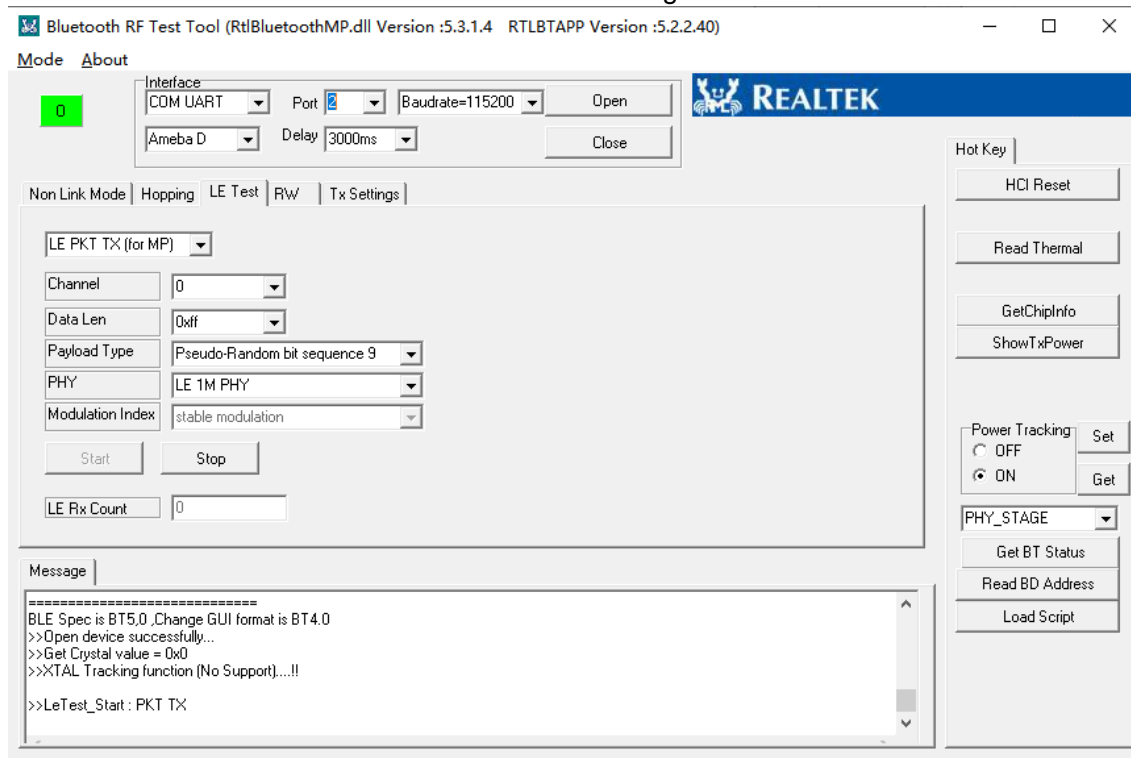 Bluetooth RF Test Tool (RtlBluetoothMP.dll Version :5.3.1.4 RTLBTAPP Version :5.2.2.40)
Mode About
Interface
0
COM UART Port 2 Baudrate=115200 Open
REALTEK
Ameba D Delay 3000ms Close
Hot Key
Non Link Mode Hopping LE Test RW Tx Settings
HCI Reset
LE PKT TX (for MP)
Read Thermal
Channel 0
GetChipInfo
Data Len 0xff
ShowTxPower
Payload Type Pseudo-Random bit sequence 9
PHY LE 1M PHY
Modulation Index stable modulation
Power Tracking
Set
OFF
Start Stop
ON
Get
LE Rx Count 0
PHY_STAGE
Get BT Status
Message
Read BD Address
Load Script
=============================
BLE Spec is BT5,0 ,Change GUI format is BT4.0
>>Open device successfully...
>>Get Crystal value = 0x0
>>XTAL Tracking function (No Support)....!!
>>LeTest_Start : PKT TX